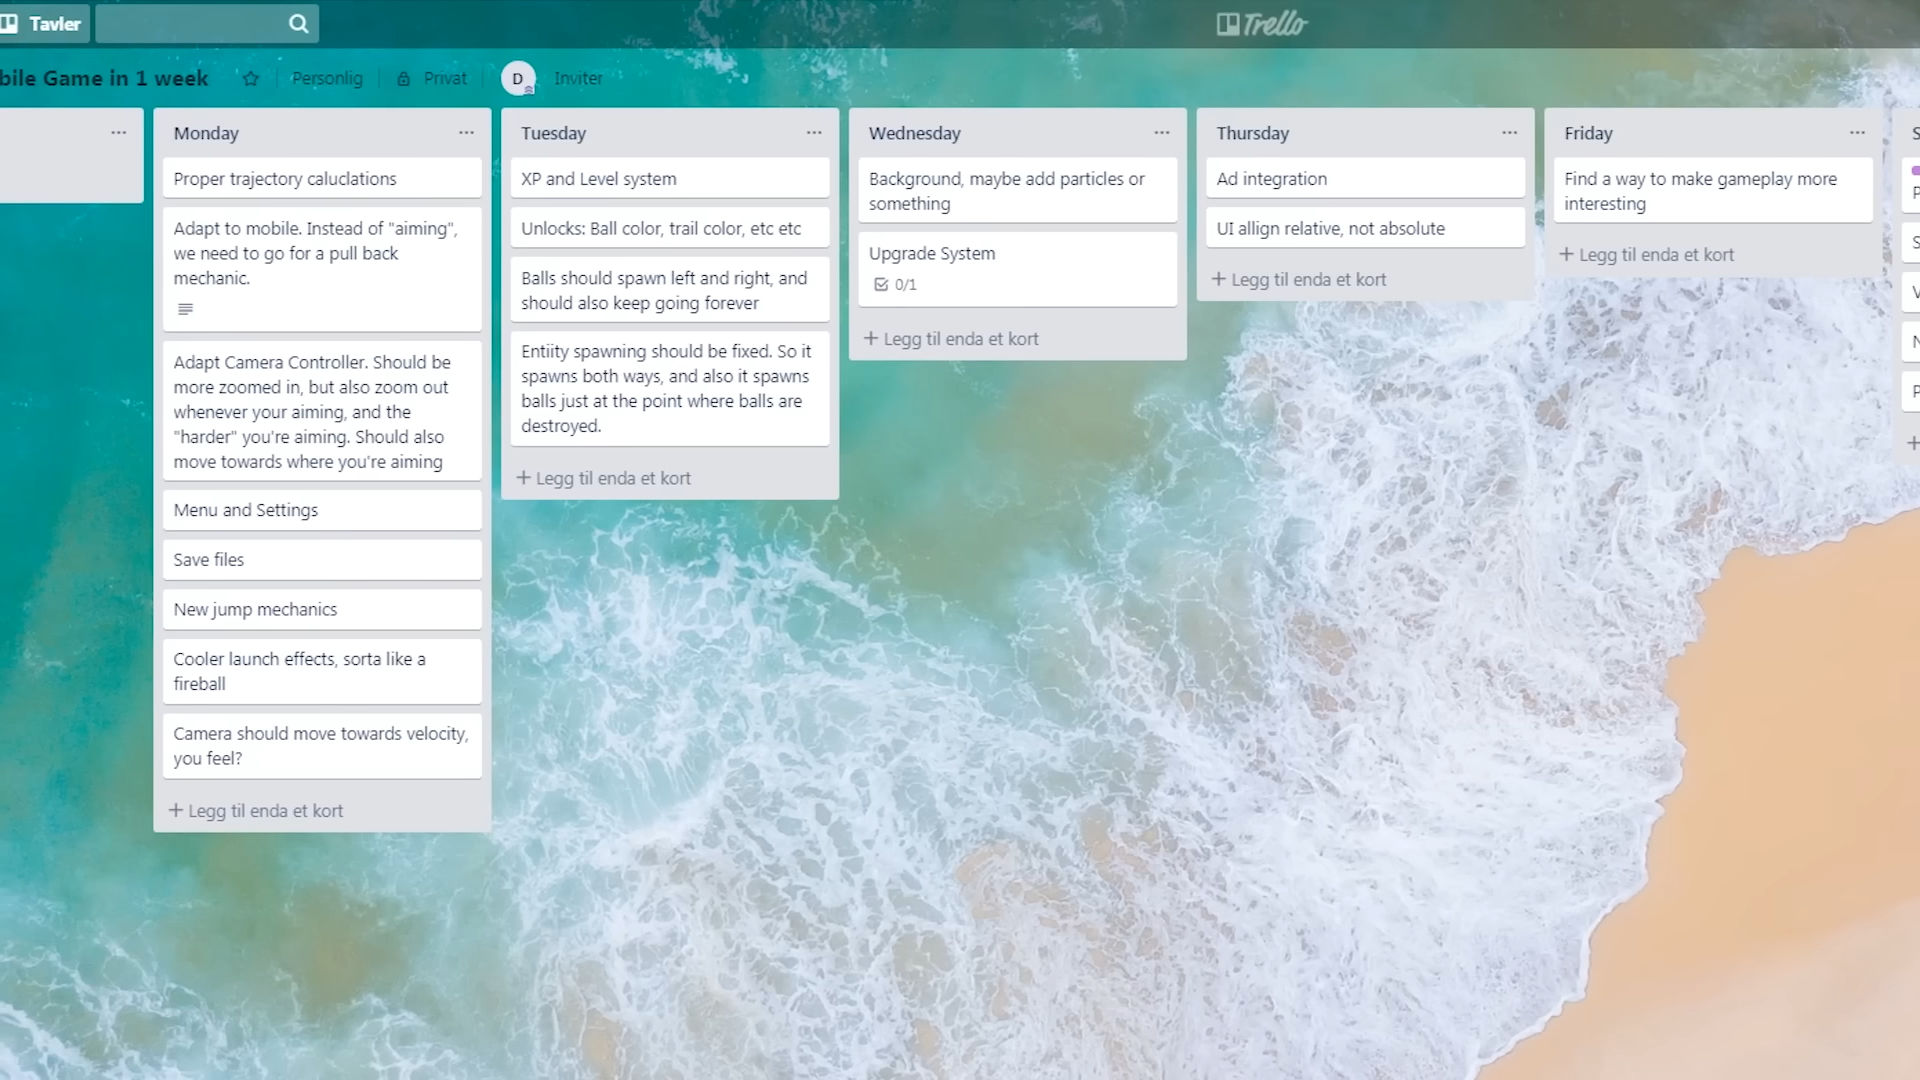 Tavler
Trello
bile Game in 1 week
Personlig
Privat
D
Inviter
Monday
Proper trajectory caluclations
Adapt to mobile. Instead of "aiming",
we need to go for a pull back
mechanic.
Adapt Camera Controller. Should be
more zoomed in, but also zoom out
whenever your aiming, and the
"harder" you're aiming. Should also
move towards where you're aiming
Menu and Settings
Save files
New jump mechanics
Cooler launch effects, sorta like a
fireball
Camera should move towards velocity,
you feel?
+ Legg til enda et kort
Tuesday
XP and Level system
Unlocks: Ball color, trail color, etc etc
Balls should spawn left and right, and
should also keep going forever
Entiity spawning should be fixed. So it
spawns both ways, and also it spawns
balls just at the point where balls are
destroyed.
+ Legg til enda et kort
Wednesday
Background, maybe add particles or
something
Upgrade System
0/1
+ Legg til enda et kort
Thursday
Ad integration
UI allign relative, not absolute
+ Legg til enda et kort
Friday
Find a way to make gameplay more
interesting
+ Legg til enda et kort